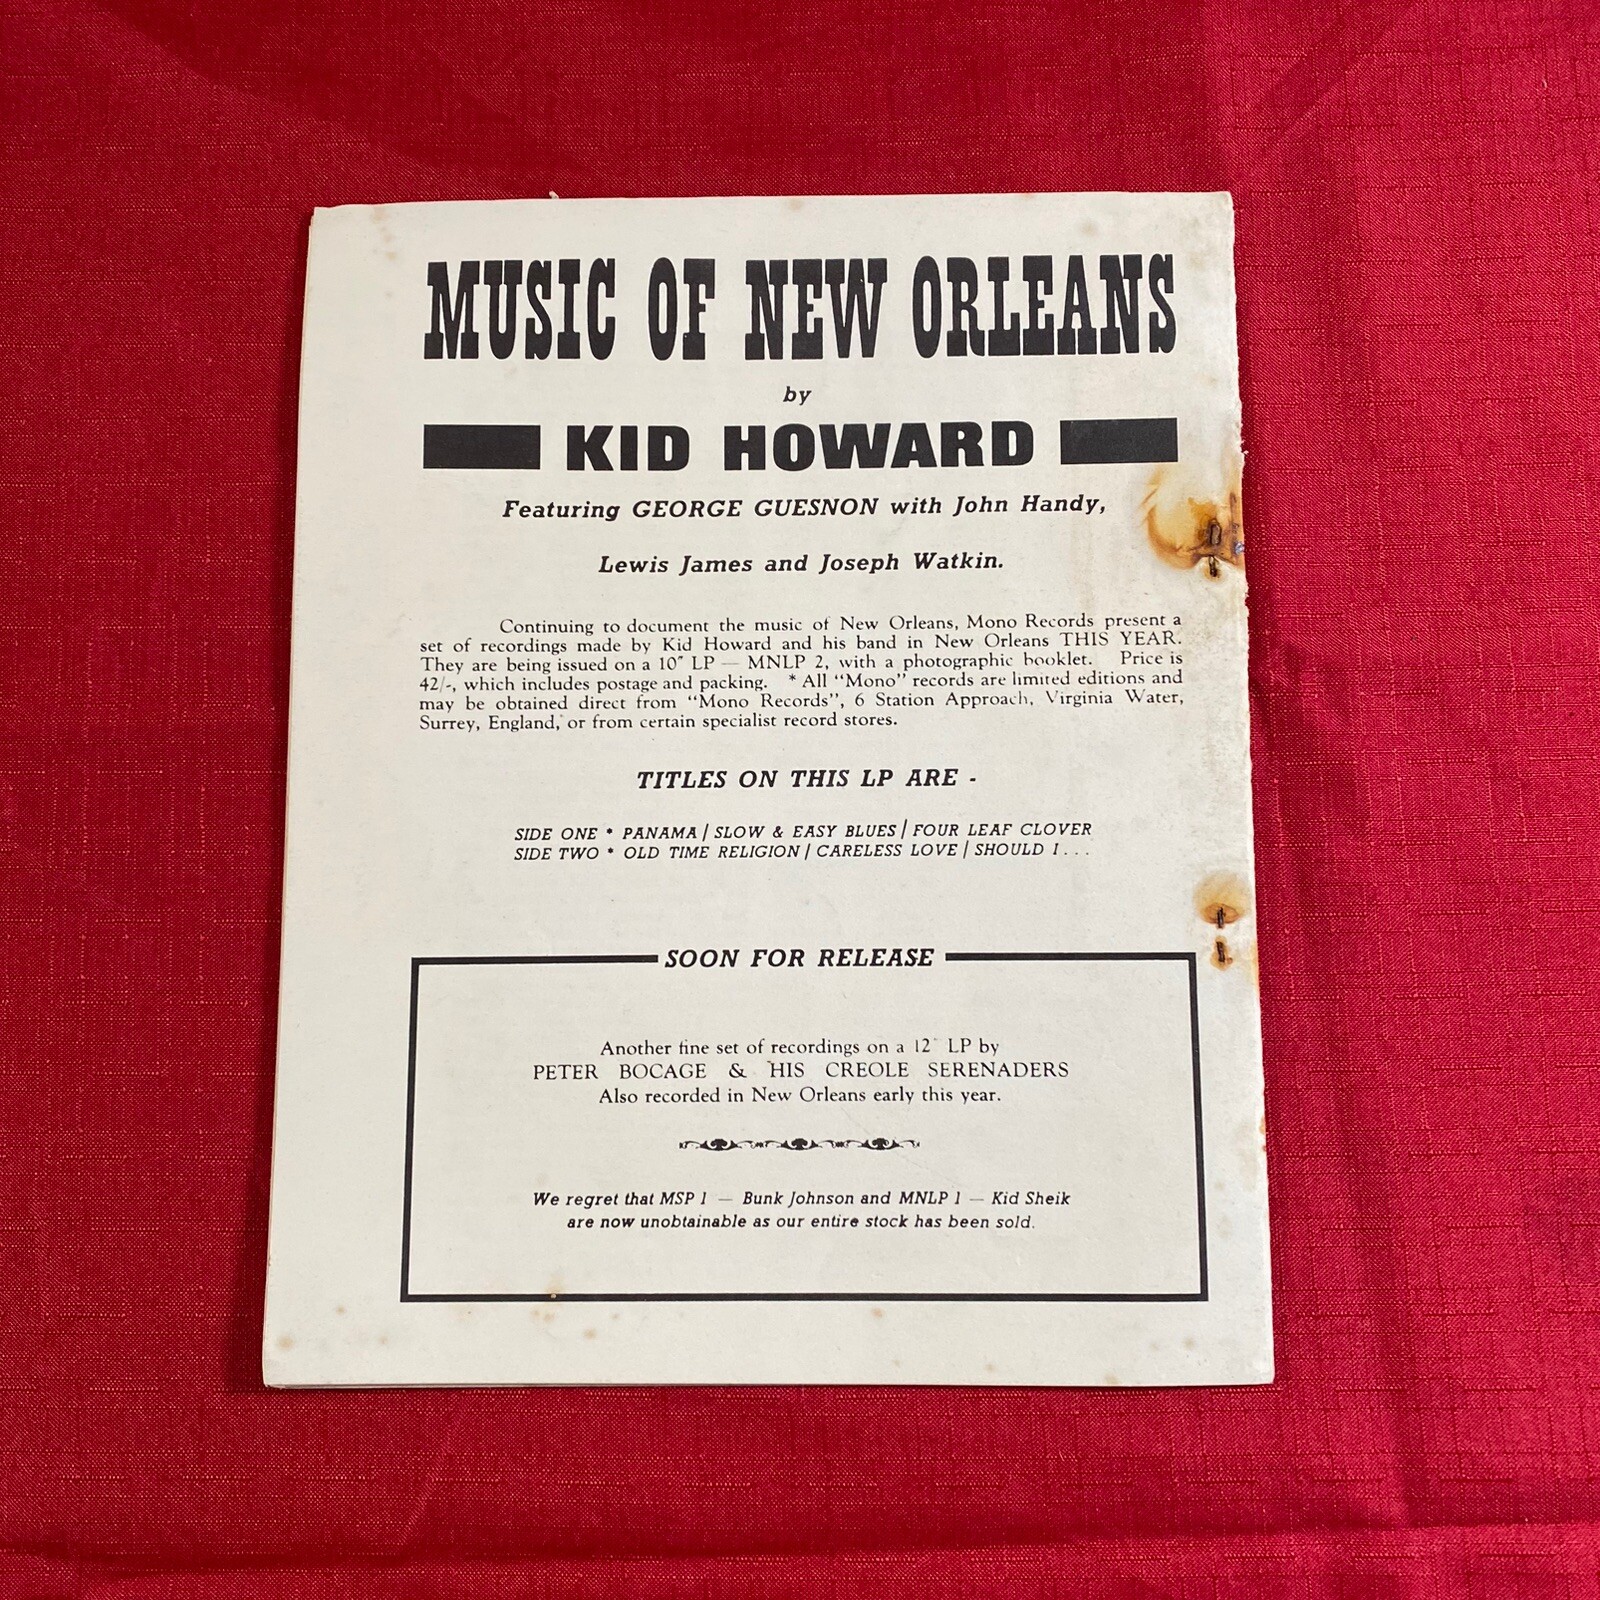 MUSIC OF NEW ORLEANS
by
KID HOWARD
Featuring GEORGE GUESNON with John Handy,
Lewis James and Joseph Watkin.
Continuing to document the music of New Orleans, Mono Records present a
set of recordings made by Kid Howard and his band in New Orleans THIS YEAR.
They are being issued on a 10" LP — MNLP 2, with a photographic booklet. Price is
42/-, which includes postage and packing. * All "Mono" records are limited editions and
may be obtained direct from "Mono Records", 6 Station Approach, Virginia Water,
Surrey, England, or from certain specialist record stores.
TITLES ON THIS LP ARE -
SIDE ONE * PANAMA / SLOW & EASY BLUES / FOUR LEAF CLOVER
SIDE TWO * OLD TIME RELIGION / CARELESS LOVE / SHOULD I . . .
SOON FOR RELEASE
Another fine set of recordings on a 12" LP by
PETER BOCAGE & HIS CREOLE SERENADERS
Also recorded in New Orleans early this year.
We regret that MSP 1 — Bunk Johnson and MNLP 1 — Kid Sheik
are now unobtainable as our entire stock has been sold.